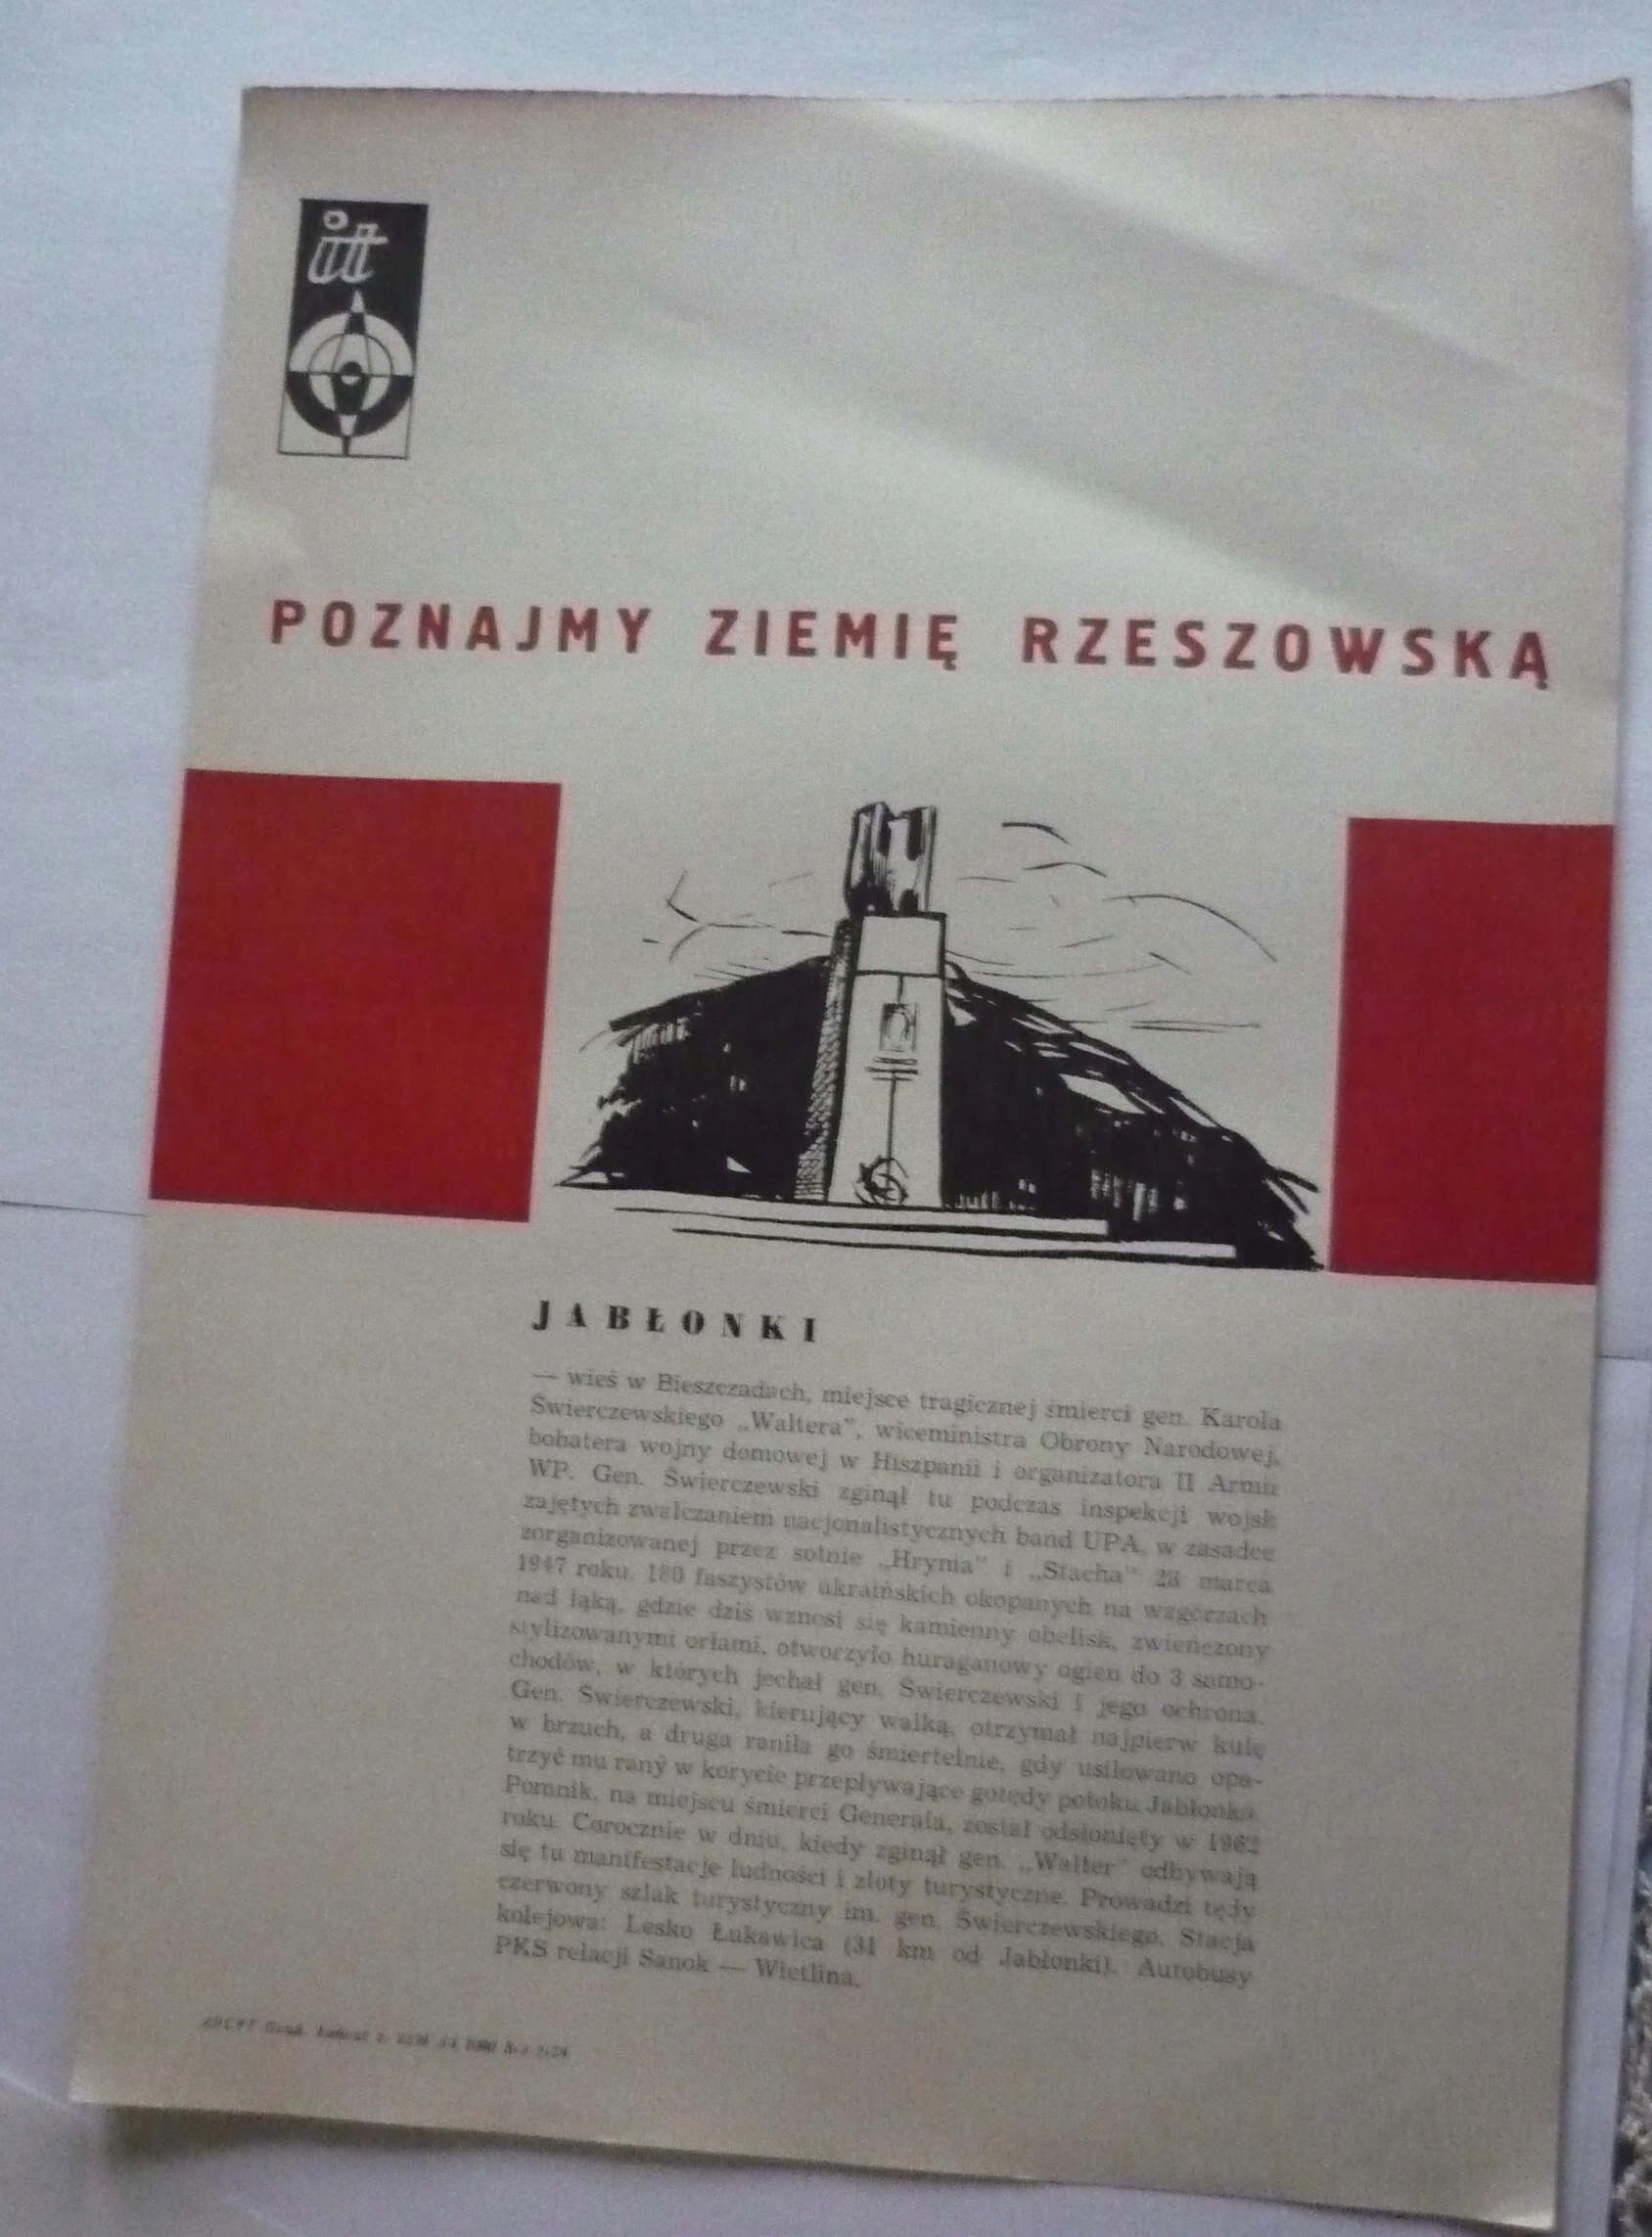 it
POZNAJMY ZIEMIĘ RZESZOWSKĄ
JABŁONKI
— wieś w Bieszczadach, miejsce tragicznej śmierci gen. Karola
Świerczewskiego „Waltera”, wiceministra Obrony Narodowej,
bohatera wojny domowej w Hiszpanii i organizatora II Armii
WP. Gen. Świerczewski zginął tu podczas inspekcji wojsk
zajętych zwalczaniem nacjonalistycznych band UPA, w zasadce
zorganizowanej przez sotnie „Hrynia” i „Stacha” 28 marca
1947 roku. 180 faszystów ukraińskich okopanych na wzgórzach
nad łąką, gdzie dziś wznosi się kamienny obelisk, zwieńczony
stylizowanymi orłami, otworzyło huraganowy ogień do 3 samo-
chodów, w których jechał gen. Świerczewski i jego ochrona.
Gen. Świerczewski, kierujący walką, otrzymał najpierw kulę
w brzuch, a druga raniła go śmiertelnie, gdy usiłowano opa-
trzyć mu rany w korycie przepływające gotędy potoku Jabłonka.
Pomnik, na miejscu śmierci Generała, został odsłonięty w 1962
roku. Corocznie w dniu, kiedy zginął gen. „Walter” odbywają
się tu manifestacje ludności i zloty turystyczne. Prowadzi tędy
czerwony szlak turystyczny im. gen. Świerczewskiego. Stacja
kolejowa: Lesko Łukawica (31 km od Jabłonki). Autobusy
PKS relacji Sanok — Wietlina.